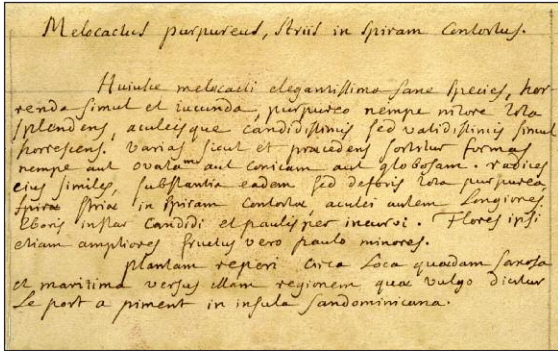 Melocactus purpureus, striis in spiram Contortus.
Huiusce melocacti elegantissima sane species, hor
renda simul et iucunda, purpureo nempe nitore tota
splendens, aculeisque candidissimis sed validissimis simul
horrescens. varias sicut et praecedens sortitur formas
nempe aut ovatam aut conicam aut globosam. radices
eius similes, substantia eadem sed deforis tota purpurea
striae in spiram Contortae aculei autem longiores
eboris instar candidi et paulisper incurvi. Flores ipsi
etiam ampliores fructus vero paulo minores.
plantam reperi circa Loca quaedam saxosa
et maritima versus illam regionem quae vulgo dicitur
Le port a piment in insula sandominicana.